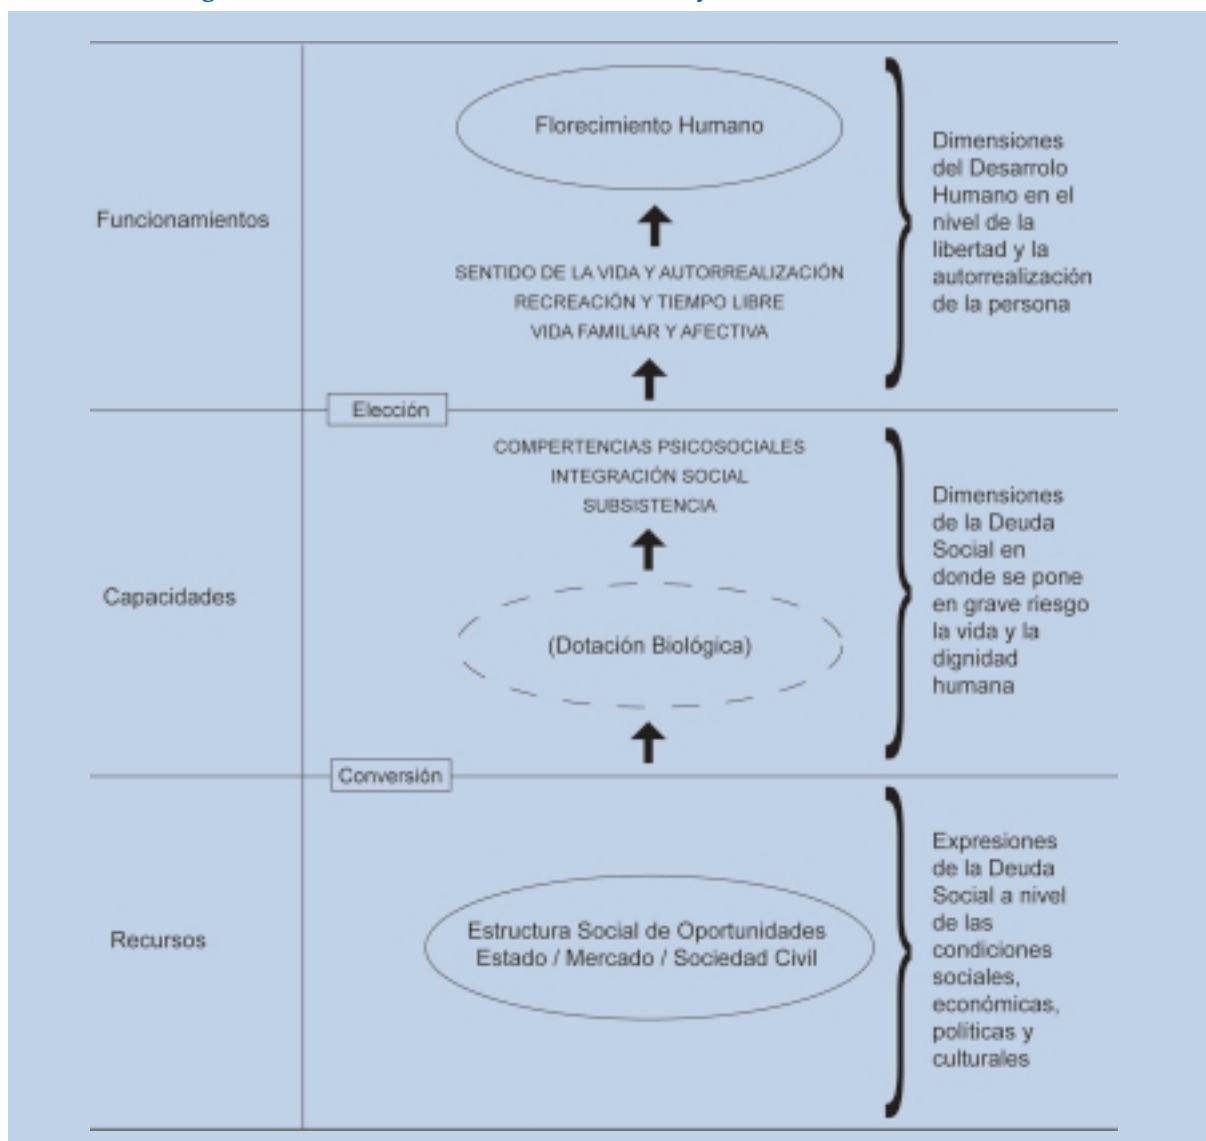 Funcionamientos
Florecimiento Humano
SENTIDO DE LA VIDA Y AUTORREALIZACIÓN
RECREACIÓN Y TIEMPO LIBRE
VIDA FAMILIAR Y AFECTIVA
Dimensiones
del Desarrolo
Humano en el
nivel de la
libertad y la
autorrealización
de la persona
Elección
Capacidades
COMPERTENCIAS PSICOSOCIALES
INTEGRACIÓN SOCIAL
SUBSISTENCIA
(Dotación Biológica)
Dimensiones
de la Deuda
Social en
donde se pone
en grave riesgo
la vida y la
dignidad
humana
Conversión
Recursos
Estructura Social de Oportunidades
Estado / Mercado / Sociedad Civil
Expresiones
de la Deuda
Social a nivel
de las
condiciones
sociales,
económicas,
políticas y
culturales